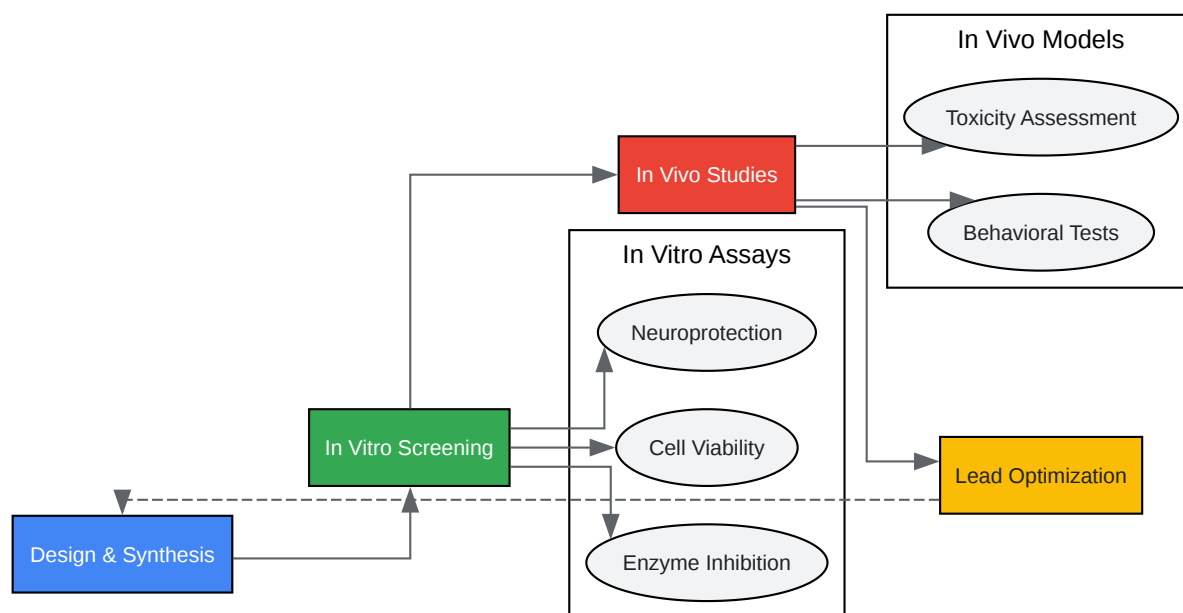 In Vivo Models
Toxicity Assessment
In Vivo Studies
Behavioral Tests
In Vitro Assays
Neuroprotection
In Vitro Screening
Cell Viability
Lead Optimization
Design & Synthesis
Enzyme Inhibition